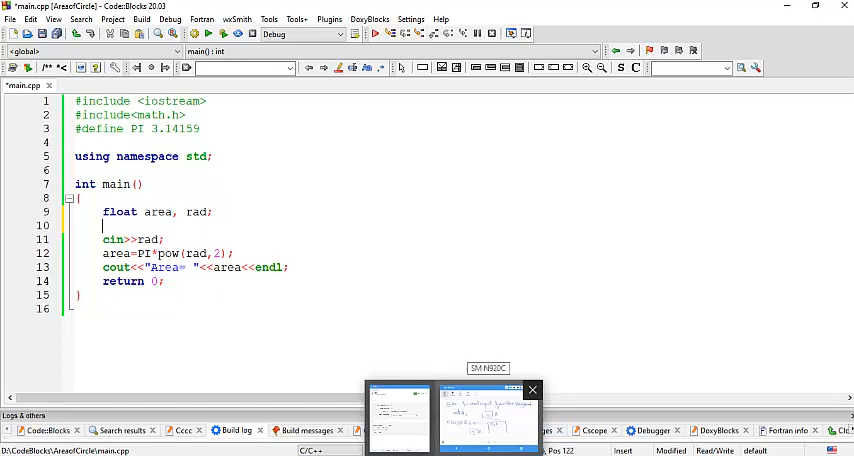 *main.cpp [AreaofCircle] - Code::Blocks 20.03
File Edit View Search Project Build Debug Fortran wxSmith Tools Tools+ Plugins DoxyBlocks Settings Help
Debug
<global> main() : int
/** *< S C
*main.cpp
1 #include <iostream>
2 #include<math.h>
3 #define PI 3.14159
4
5 using namespace std;
6
7 int main()
8 {
9 float area, rad;
10
11 cin>>rad;
12 area=PI*pow(rad,2);
13 cout<<"Area= "<<area<<endl;
14 return 0;
15 }
16
SM N920C
Logs & others
Code::Blocks Search results Cccc Build log Build messages Cscope Debugger DoxyBlocks Fortran info
D:\CodeBlocks\AreaofCircle\main.cpp C/C++ Pos 122 Insert Modified Read/Write default